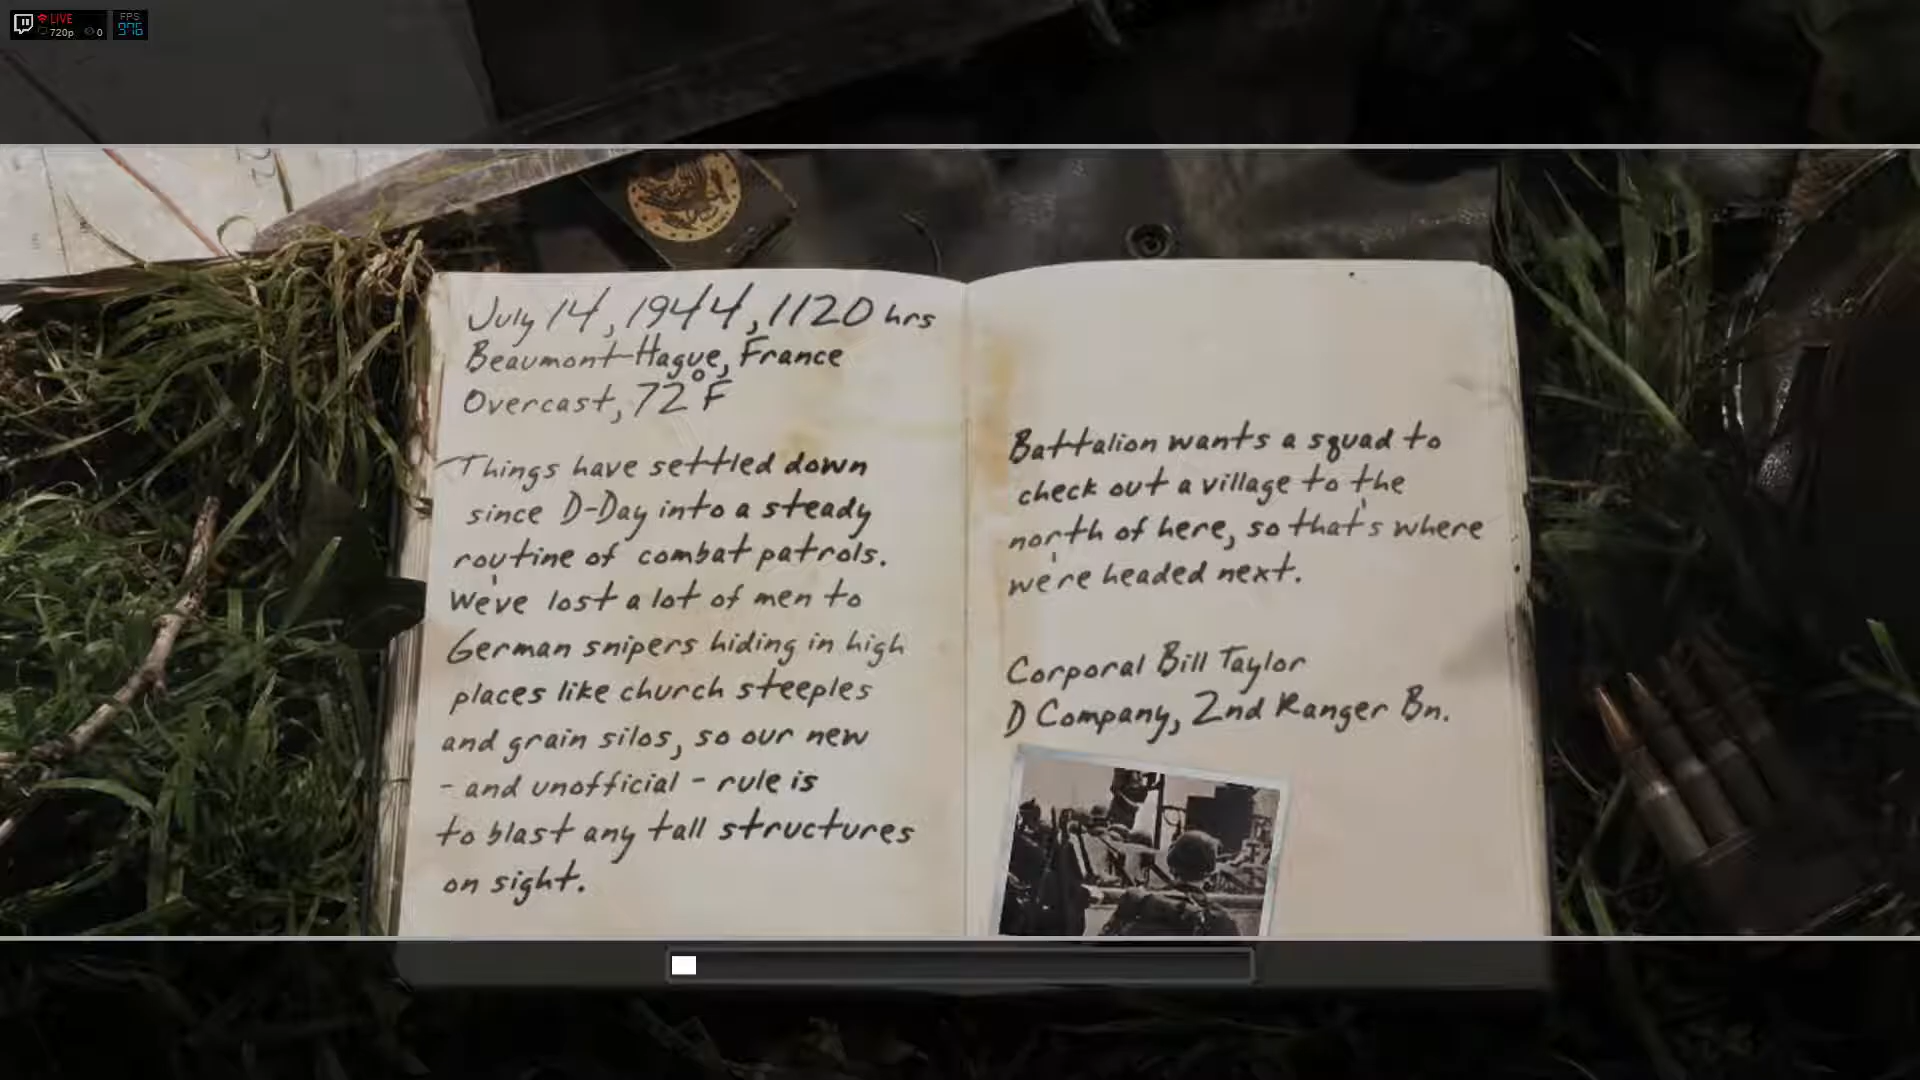 LIVE
720p 0
FPS
976
July 14, 1944, 1120 hrs
Beaumont-Hague, France
Overcast, 72°F
Things have settled down
since D-Day into a steady
routine of combat patrols.
We've lost a lot of men to
German snipers hiding in high
places like church steeples
and grain silos, so our new
- and unofficial - rule is
to blast any tall structures
on sight.
Battalion wants a squad to
check out a village to the
north of here, so that's where
we're headed next.
Corporal Bill Taylor
D Company, 2nd Ranger Bn.